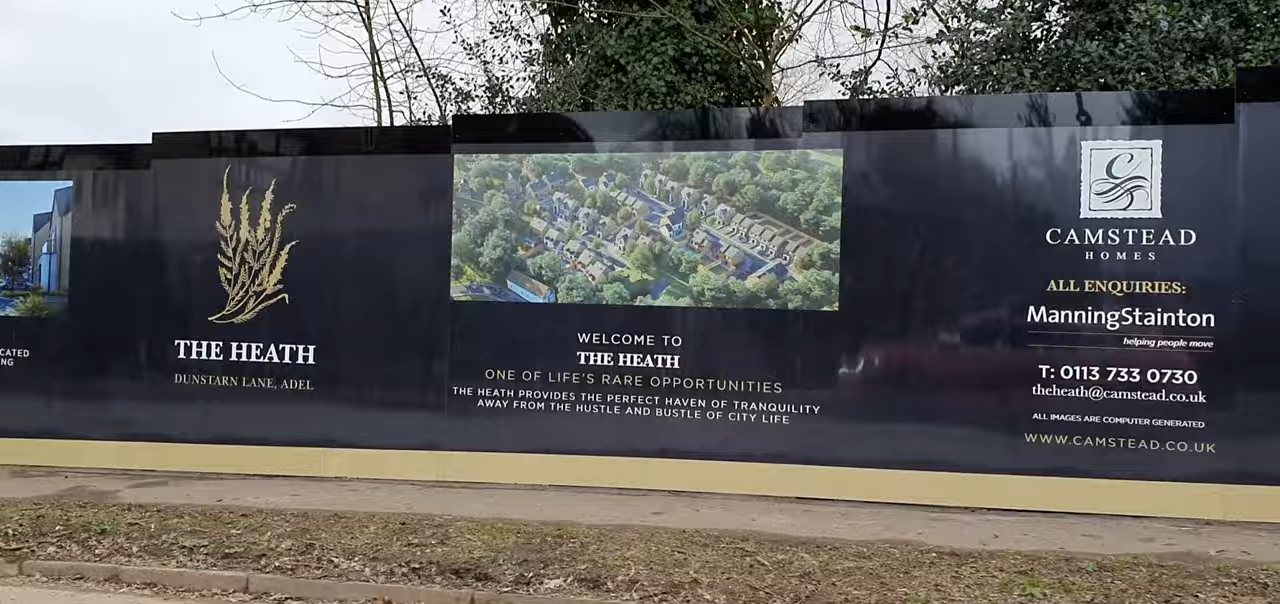 CATED
NG
THE HEATH
DUNSTARN LANE, ADEL
WELCOME TO
THE HEATH
ONE OF LIFE'S RARE OPPORTUNITIES
THE HEATH PROVIDES THE PERFECT HAVEN OF TRANQUILITY
AWAY FROM THE HUSTLE AND BUSTLE OF CITY LIFE
C
CAMSTEAD
HOMES
ALL ENQUIRIES:
ManningStainton
helping people move
T: 0113 733 0730
theheath@camstead.co.uk
ALL IMAGES ARE COMPUTER GENERATED
WWW.CAMSTEAD.CO.UK